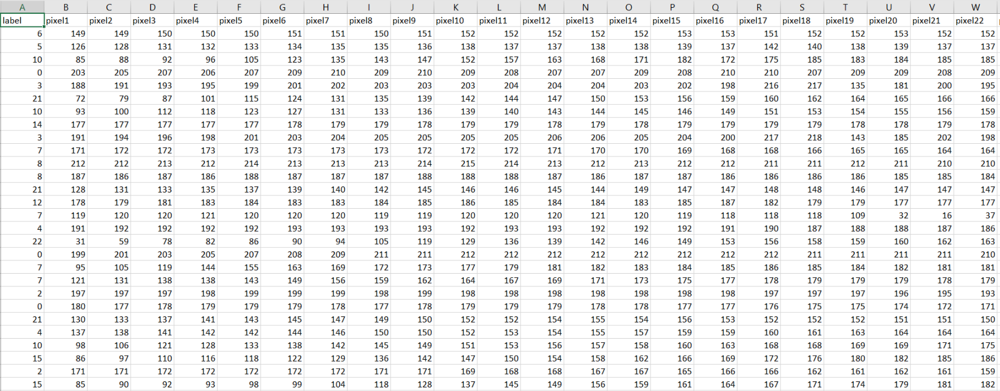 A B C D E F G H I J K L M N O P Q R S T U V W
label pixel1 pixel2 pixel3 pixel4 pixel5 pixel6 pixel7 pixel8 pixel9 pixel10 pixel11 pixel12 pixel13 pixel14 pixel15 pixel16 pixel17 pixel18 pixel19 pixel20 pixel21 pixel22
6 149 149 150 150 150 151 151 150 151 152 152 152 152 152 153 153 151 152 152 153 152 152
5 126 128 131 132 133 134 135 135 136 138 137 137 138 138 139 137 142 140 138 139 137 137
10 85 88 92 96 105 123 135 143 147 152 157 163 168 171 182 172 175 185 183 184 185 185
0 203 205 207 206 207 209 210 209 210 209 208 207 207 209 208 210 210 207 209 209 208 209
3 188 191 193 195 199 201 202 203 203 203 204 204 204 203 202 198 216 217 135 181 200 195
21 72 79 87 101 115 124 131 135 139 142 144 147 150 153 156 159 160 162 164 165 166 166
10 93 100 112 118 123 127 131 133 136 139 140 143 144 145 146 149 151 153 154 155 156 159
14 177 177 177 177 177 178 179 179 178 179 179 178 179 178 179 179 179 179 178 178 179 178
3 191 194 196 198 201 203 204 205 205 205 205 206 206 205 204 200 217 218 143 185 202 198
7 171 172 172 173 173 173 173 173 172 172 172 171 170 170 169 168 168 166 165 165 164 164
8 212 212 213 212 214 213 213 213 214 215 214 213 212 213 212 212 211 211 212 211 210 210
8 187 186 187 186 188 187 187 187 188 188 188 187 186 187 187 186 186 186 186 185 185 184
21 128 131 133 135 137 139 140 142 145 146 146 145 144 149 147 147 148 148 146 147 147 147
12 178 179 181 183 184 183 183 184 185 186 185 184 184 183 185 187 182 179 179 177 177 177
7 119 120 120 121 120 120 120 119 119 120 120 120 121 120 119 118 118 118 109 32 16 37
4 191 192 192 192 192 193 193 193 193 192 193 193 192 192 192 191 190 187 188 188 187 186
22 31 59 78 82 86 90 94 105 119 129 136 139 142 146 149 153 156 158 159 160 162 163
0 199 201 203 205 207 208 209 211 211 212 212 212 212 212 212 212 212 211 211 211 211 210
7 95 105 119 144 155 163 169 172 173 177 179 181 182 183 184 185 186 185 184 182 181 181
7 121 131 138 138 143 149 156 159 162 164 167 169 171 173 175 177 178 179 179 179 178 179
2 197 197 197 198 199 199 199 198 199 198 198 198 198 198 198 198 197 197 197 196 195 193
0 180 177 178 179 179 179 178 177 178 179 179 179 178 178 177 177 176 175 175 174 172 171
21 130 133 137 141 143 145 147 149 150 152 152 154 155 154 156 153 152 152 152 151 151 150
4 137 138 141 142 142 144 146 150 150 152 153 154 155 157 159 159 160 161 163 164 164 164
10 98 106 121 128 133 138 142 145 149 151 153 156 157 158 160 163 168 168 169 169 171 175
15 86 97 110 116 118 122 129 136 142 147 150 154 158 162 166 169 172 176 180 182 185 186
2 171 171 172 172 172 172 172 171 171 169 168 168 167 167 165 166 166 162 161 162 161 159
15 85 90 92 93 98 99 104 118 128 137 145 149 156 159 161 164 167 171 174 179 181 182